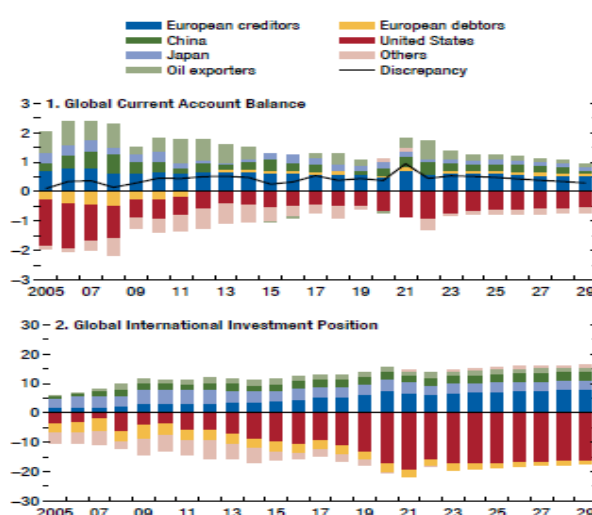 European creditors European debtors
China United States
Japan Others
Oil exporters Discrepancy
3 – 1. Global Current Account Balance
2
1
0
–1
–2
–3
2005 07 09 11 13 15 17 19 21 23 25 27 29
30 – 2. Global International Investment Position
20
10
0
–10
–20
–30
2005 07 09 11 13 15 17 19 21 23 25 27 29